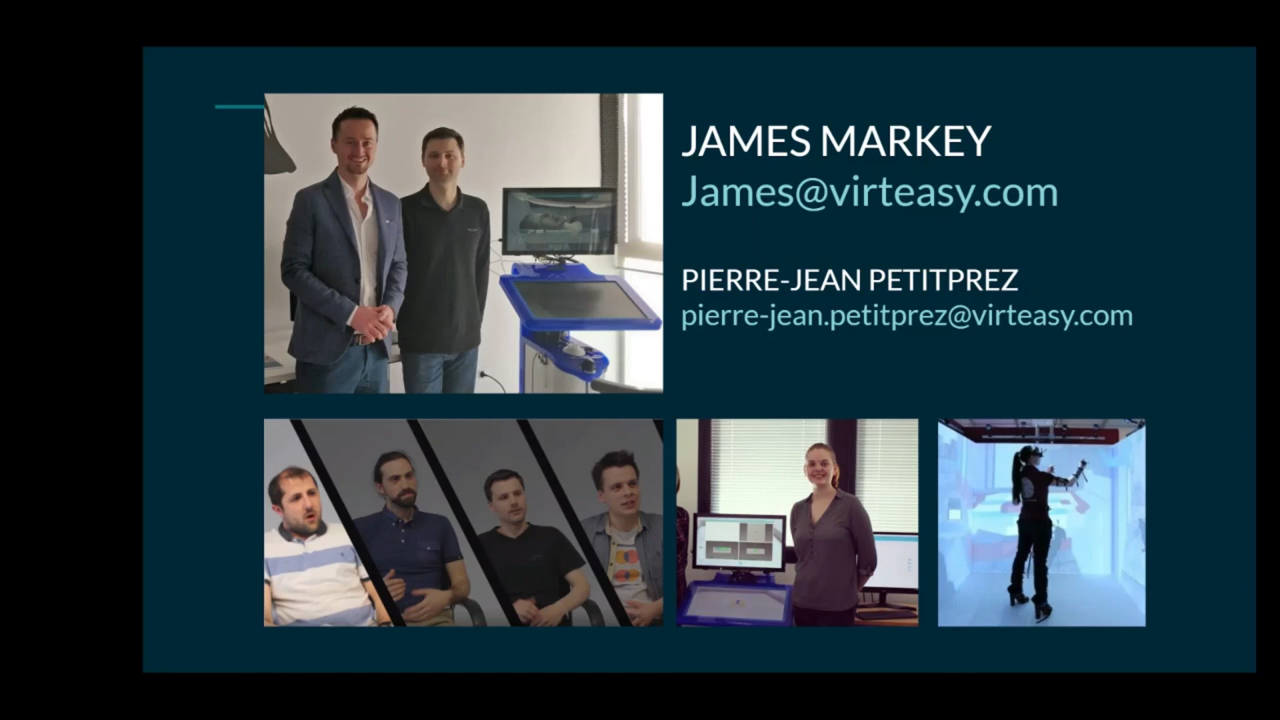 JAMES MARKEY
James@virteasy.com
PIERRE-JEAN PETITPREZ
pierre-jean.petitprez@virteasy.com